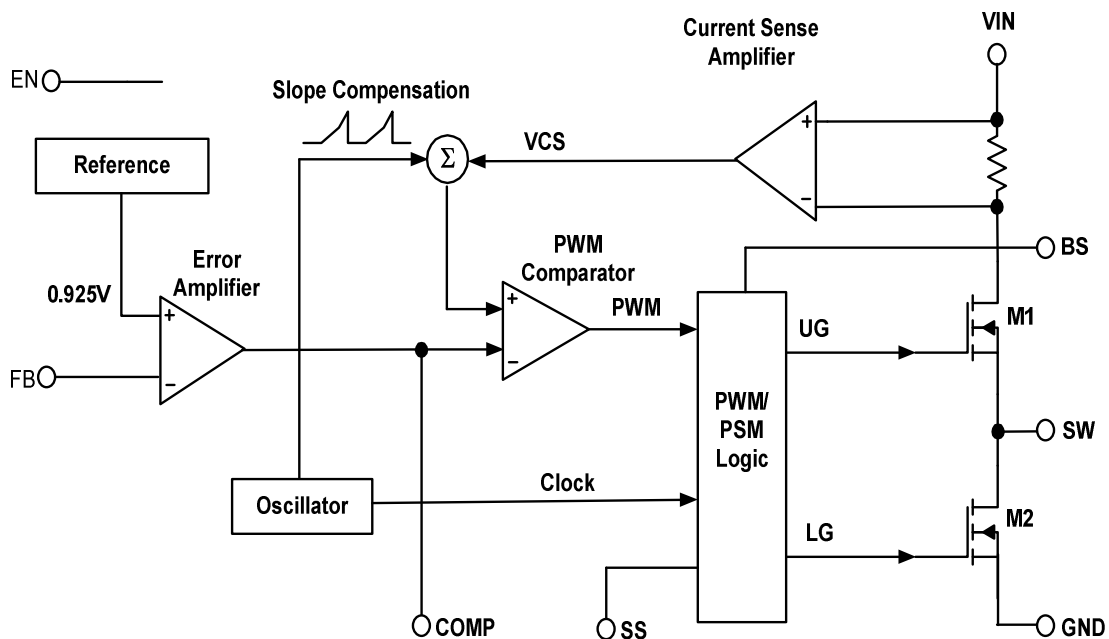 Current Sense
Amplifier
VIN
EN
Slope Compensation
+
VCS
Σ
Reference
−
PWM
Comparator
BS
Error
Amplifier
0.925V
+
PWM
M1
+
UG
−
FB
−
PWM/
PSM
Logic
SW
Oscillator
Clock
M2
LG
COMP
SS
GND